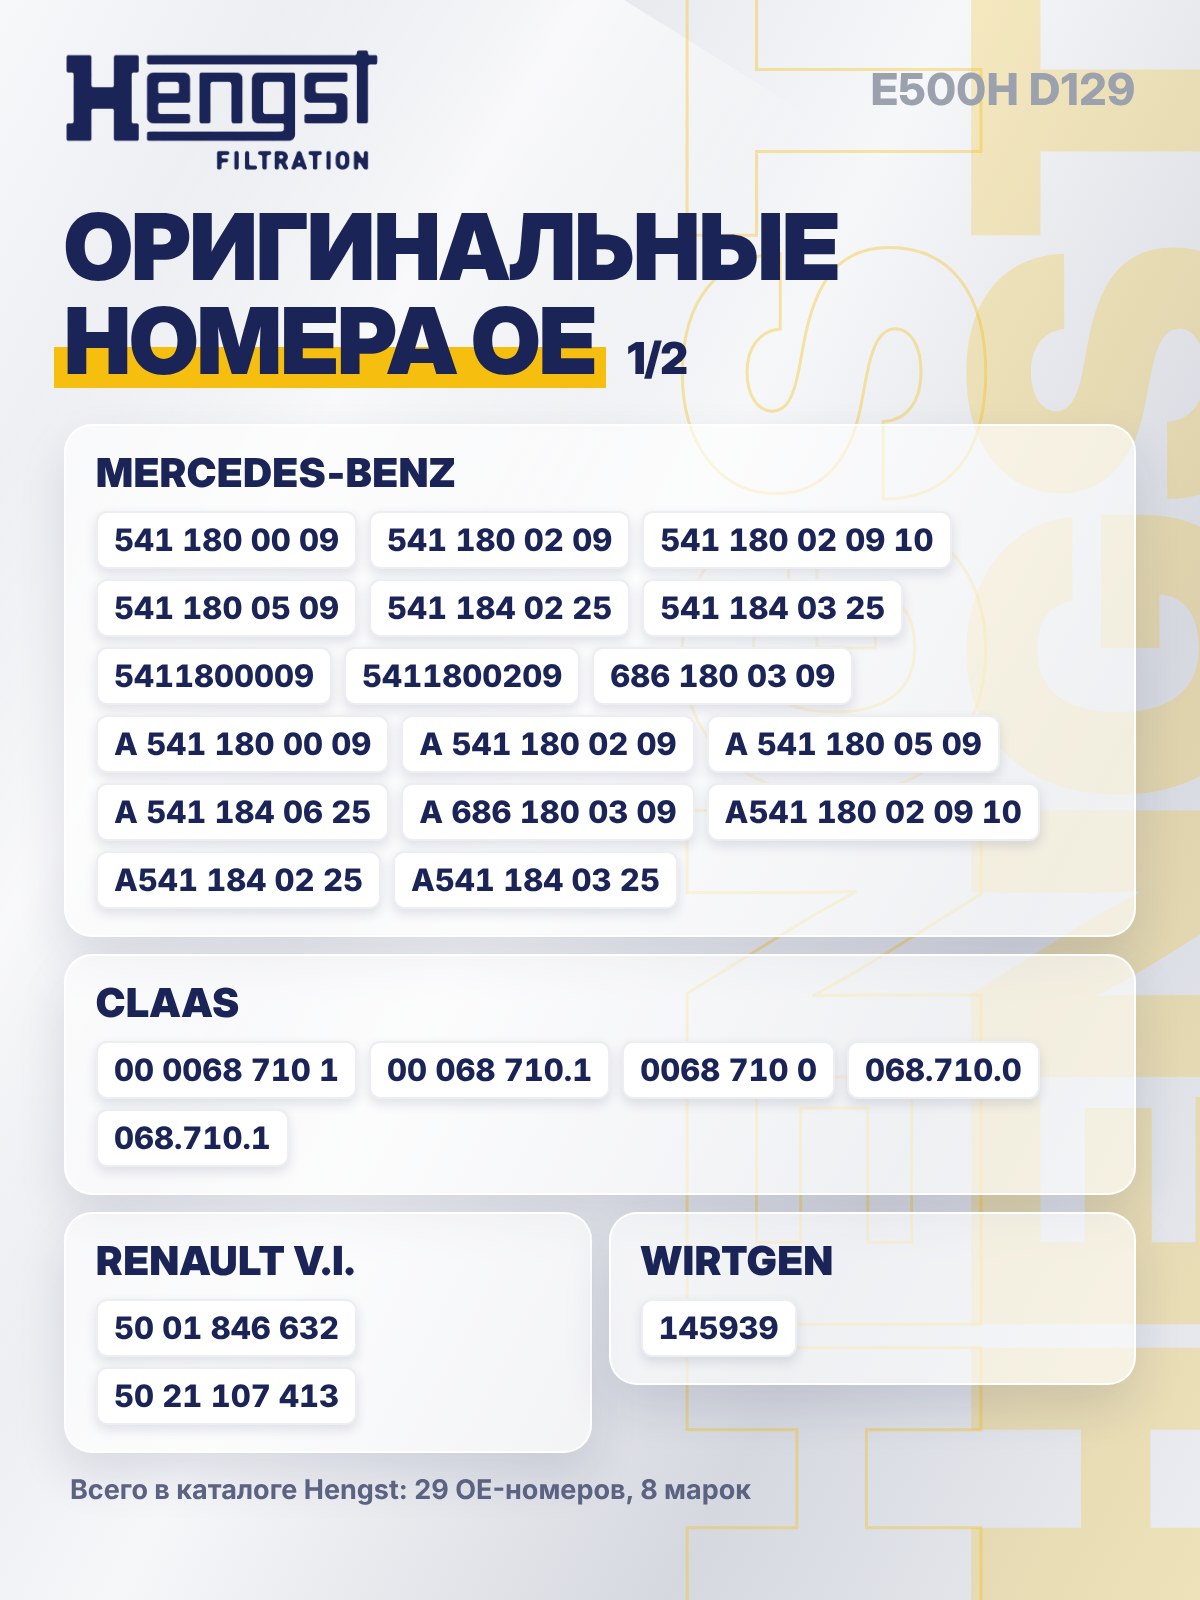 Hengst
FILTRATION
E500H D129
ОРИГИНАЛЬНЫЕ
НОМЕРА OE 1/2
MERCEDES-BENZ
541 180 00 09 541 180 02 09 541 180 02 09 10
541 180 05 09 541 184 02 25 541 184 03 25
5411800009 5411800209 686 180 03 09
A 541 180 00 09 A 541 180 02 09 A 541 180 05 09
A 541 184 06 25 A 686 180 03 09 A541 180 02 09 10
A541 184 02 25 A541 184 03 25
CLAAS
00 0068 710 1 00 068 710.1 0068 710 0 068.710.0
068.710.1
RENAULT V.I.
50 01 846 632
50 21 107 413
WIRTGEN
145939
Всего в каталоге Hengst: 29 OE-номеров, 8 марок
HENGST
HENGST